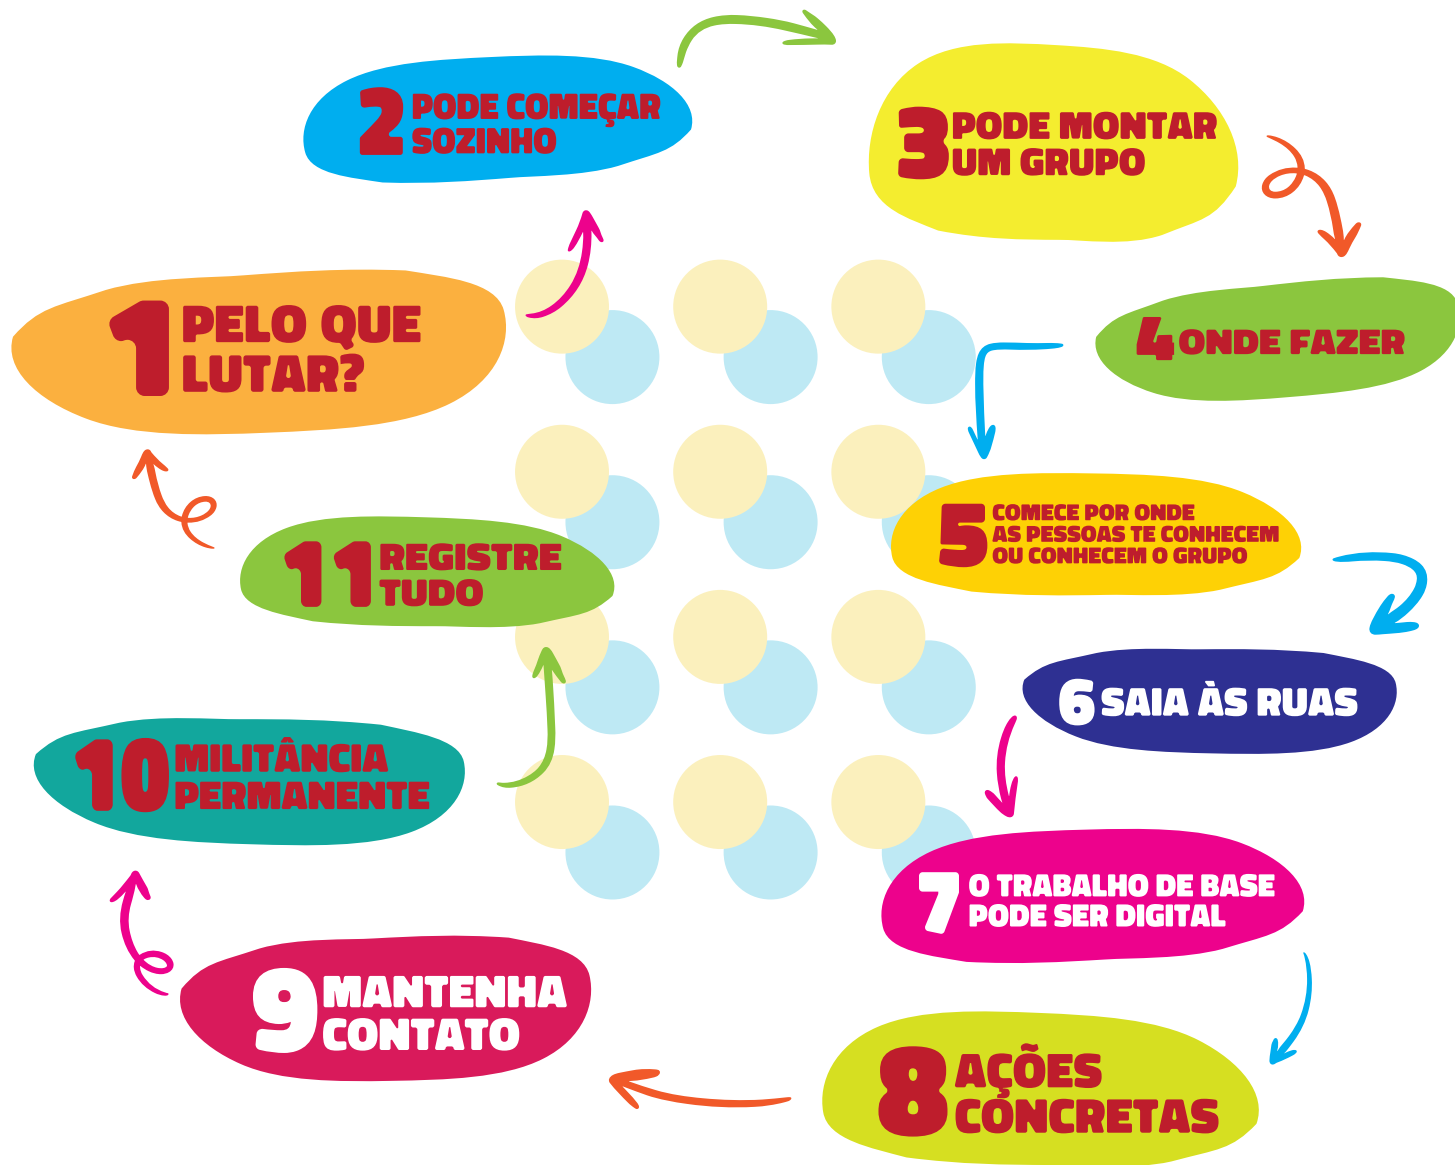 1 PELO QUE
LUTAR?
2 PODE COMEÇAR
SOZINHO
3 PODE MONTAR
UM GRUPO
4 ONDE FAZER
5 COMECE POR ONDE
AS PESSOAS TE CONHECEM
OU CONHECEM O GRUPO
6 SAIA ÀS RUAS
7 O TRABALHO DE BASE
PODE SER DIGITAL
8 AÇÕES
CONCRETAS
9 MANTENHA
CONTATO
10 MILITÂNCIA
PERMANENTE
11 REGISTRE
TUDO